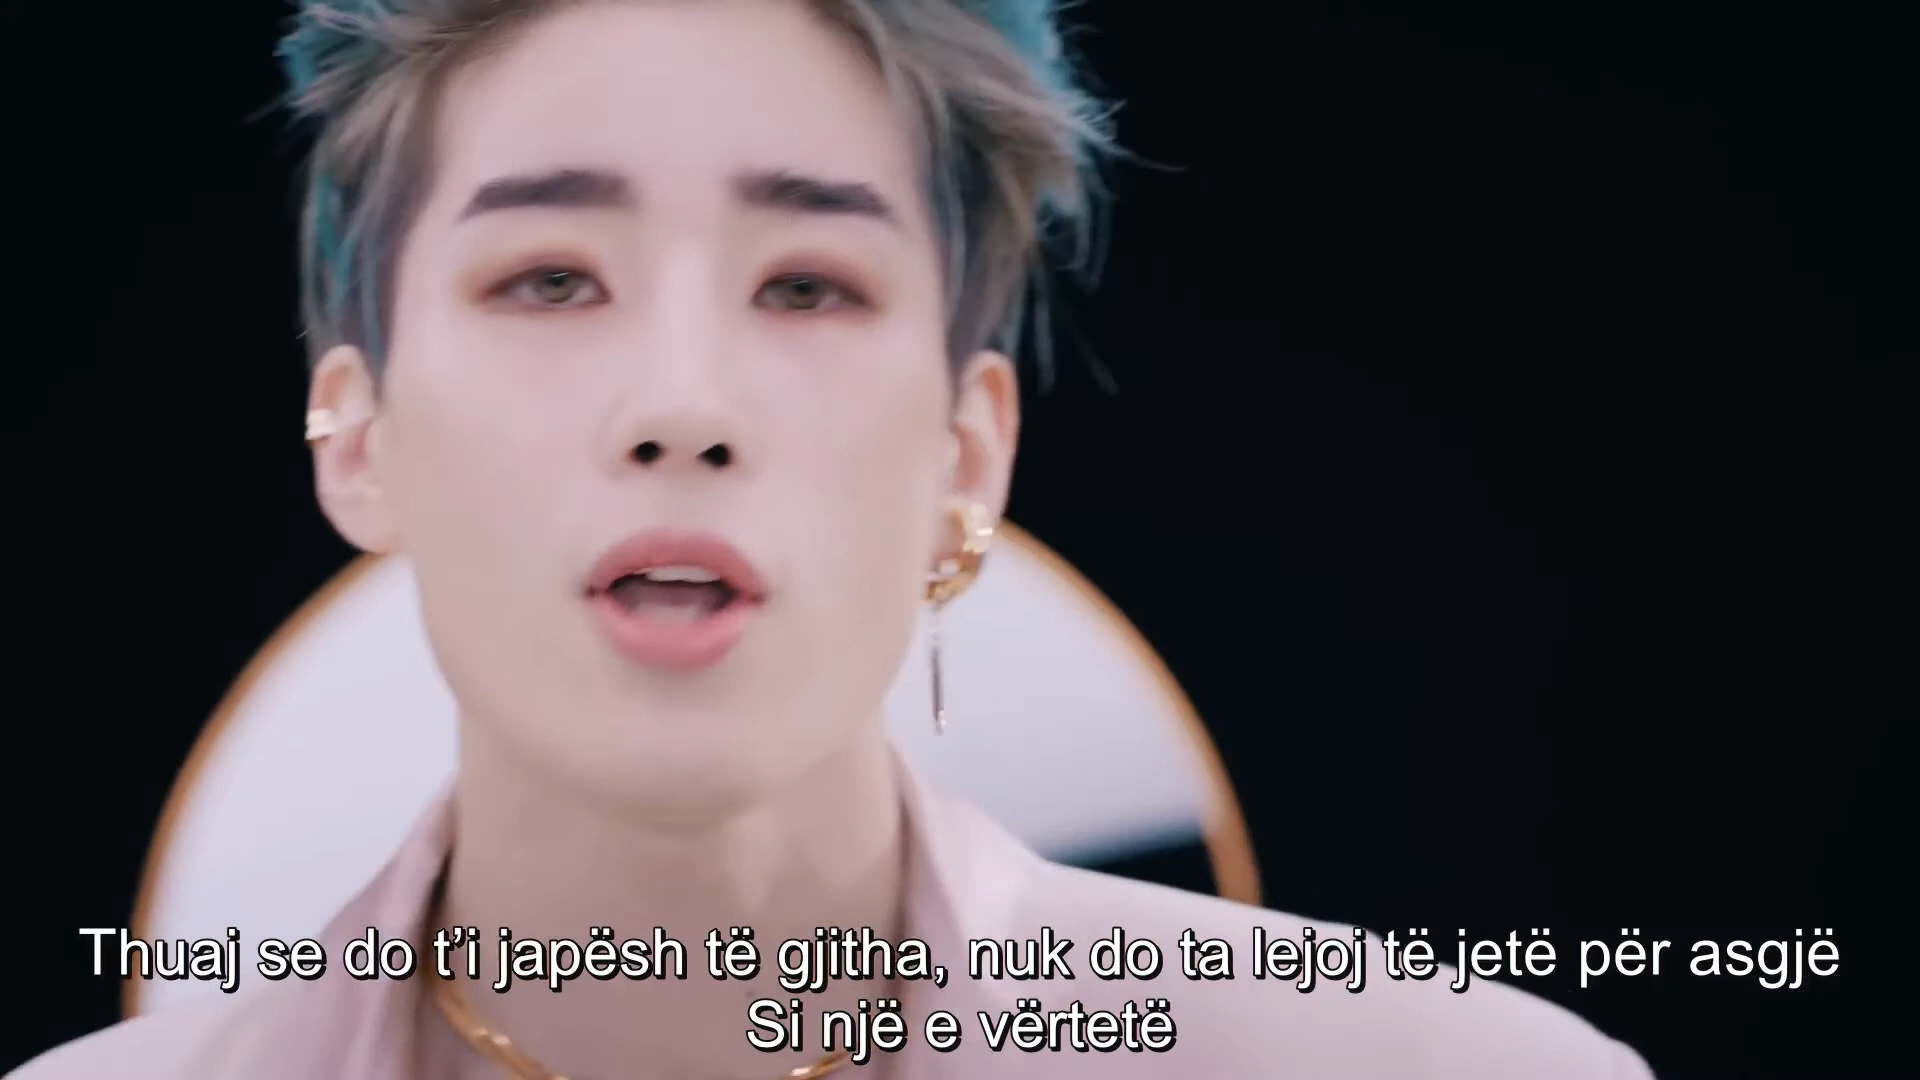 Thuaj se do t’i japësh të gjitha, nuk do ta lejoj të jetë për asgjë
Si një e vërtetë